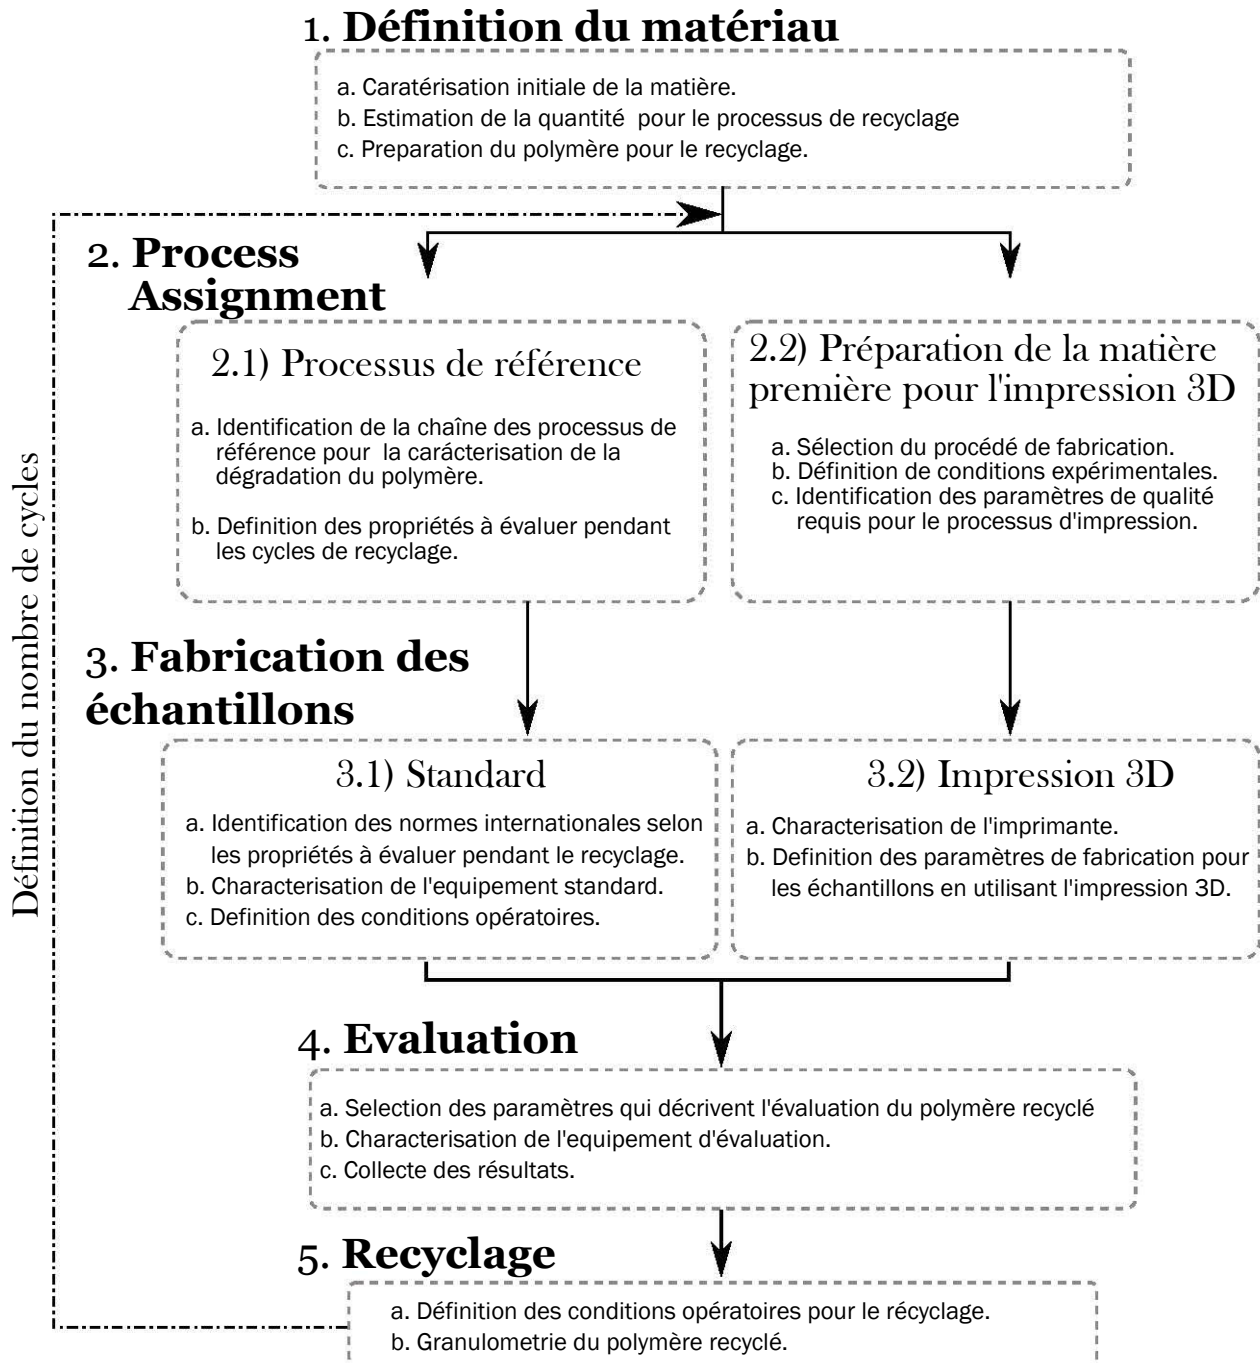 1. Définition du matériau
a. Caratérisation initiale de la matière.
b. Estimation de la quantité pour le processus de recyclage
c. Preparation du polymère pour le recyclage.
2. Process
Assignment
2.1) Processus de référence
a. Identification de la chaîne des processus de
référence pour la carácterisation de la
dégradation du polymère.
b. Definition des propriétés à évaluer pendant
les cycles de recyclage.
2.2) Préparation de la matière
première pour l'impression 3D
a. Sélection du procédé de fabrication.
b. Définition de conditions expérimentales.
c. Identification des paramètres de qualité
requis pour le processus d'impression.
Définition du nombre de cycles
3. Fabrication des
échantillons
3.1) Standard
a. Identification des normes internationales selon
les propriétés à évaluer pendant le recyclage.
b. Characterisation de l'equipement standard.
c. Definition des conditions opératoires.
3.2) Impression 3D
a. Characterisation de l'imprimante.
b. Definition des paramètres de fabrication pour
les échantillons en utilisant l'impression 3D.
4. Evaluation
a. Selection des paramètres qui décrivent l'évaluation du polymère recyclé
b. Characterisation de l'equipement d'évaluation.
c. Collecte des résultats.
5. Recyclage
a. Définition des conditions opératoires pour le récyclage.
b. Granulometrie du polymère recyclé.